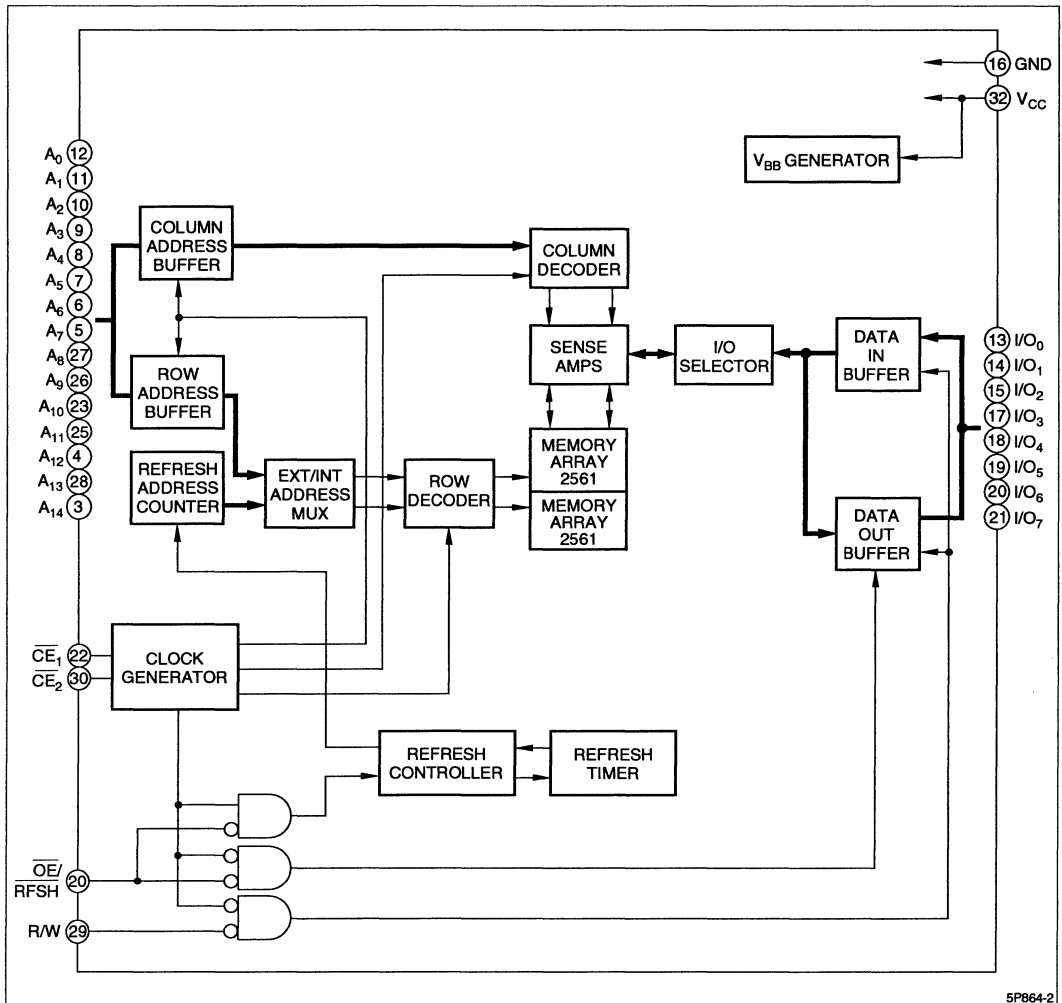 16 GND
32 VCC
VBB GENERATOR
A0 12
A1 11
A2 10
A3 9
A4 8
A5 7
A6 6
A7 5
A8 27
A9 26
A10 23
A11 25
A12 4
A13 28
A14 3
COLUMN
ADDRESS
BUFFER
ROW
ADDRESS
BUFFER
REFRESH
ADDRESS
COUNTER
EXT/INT
ADDRESS
MUX
ROW
DECODER
COLUMN
DECODER
SENSE
AMPS
MEMORY
ARRAY
2561
MEMORY
ARRAY
2561
I/O
SELECTOR
DATA
IN
BUFFER
DATA
OUT
BUFFER
13 I/O0
14 I/O1
15 I/O2
17 I/O3
18 I/O4
19 I/O5
20 I/O6
21 I/O7
CE1 22
CE2 30
CLOCK
GENERATOR
REFRESH
CONTROLLER
REFRESH
TIMER
OE/
RFSH 20
R/W 29
5P864-2